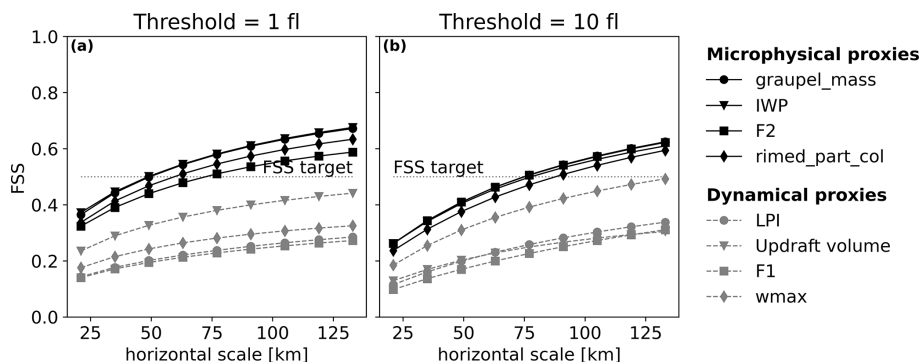 Threshold = 1 fl
Threshold = 10 fl
(a)
(b)
FSS target
FSS target
FSS
1.0
0.8
0.6
0.4
0.2
0.0
25 50 75 100 125
25 50 75 100 125
horizontal scale [km]
horizontal scale [km]
Microphysical proxies
graupel_mass
IWP
F2
rimed_part_col
Dynamical proxies
LPI
Updraft volume
F1
wmax